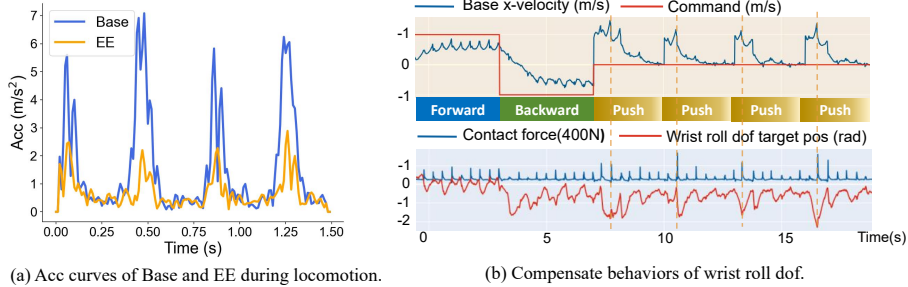 Base
EE
Acc (m/s²)
7
6
5
4
3
2
1
0
0.00 0.25 0.50 0.75 1.00 1.25 1.50
Time (s)
(a) Acc curves of Base and EE during locomotion.
Base x-velocity (m/s) Command (m/s)
-1
0
-1
Forward Backward Push Push Push Push
Contact force(400N) Wrist roll dof target pos (rad)
-1
0
-1
-2
0 5 10 15 Time(s)
(b) Compensate behaviors of wrist roll dof.